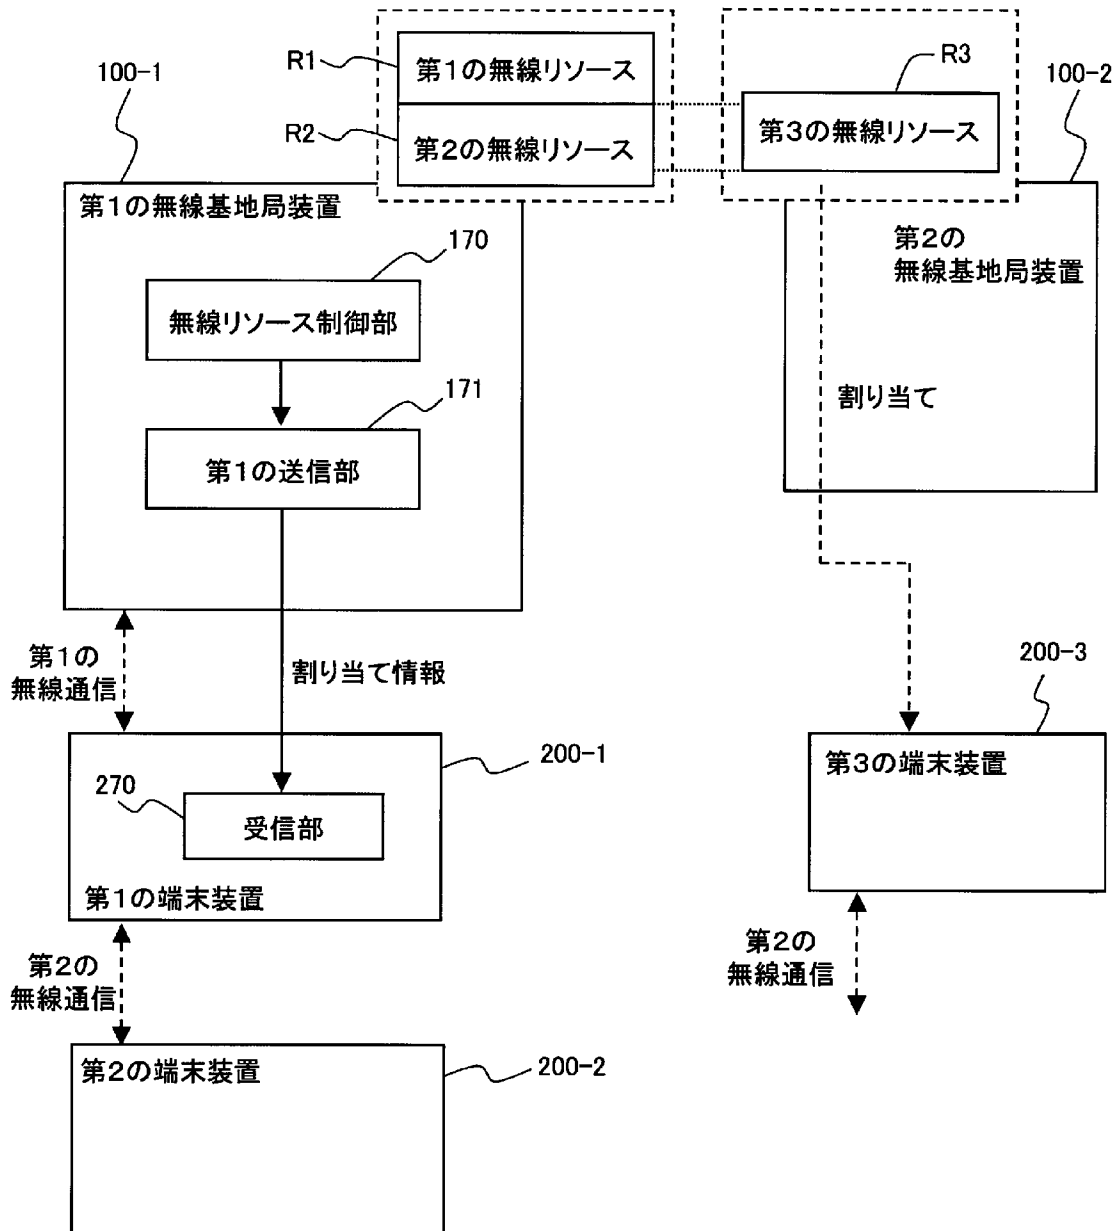 R1
第1の無線リソース
R3
100-1
100-2
R2
第2の無線リソース
第3の無線リソース
第1の無線基地局装置
第2の
無線基地局装置
170
無線リソース制御部
割り当て
171
第1の送信部
第1の
無線通信
割り当て情報
200-3
200-1
第3の端末装置
270
受信部
第1の端末装置
第2の
無線通信
第2の
無線通信
第2の端末装置
200-2